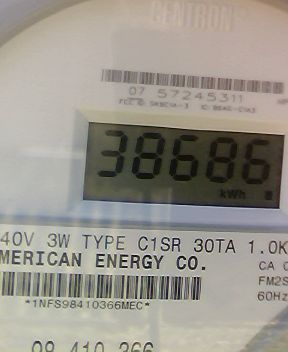 CENTRON
07 57245311
38686
kWh
40V 3W TYPE C1SR 30TA 1.0K
MERICAN ENERGY CO.
CA 0
FM2S
*1NFS98410366MEC*
60Hz
98 410 366